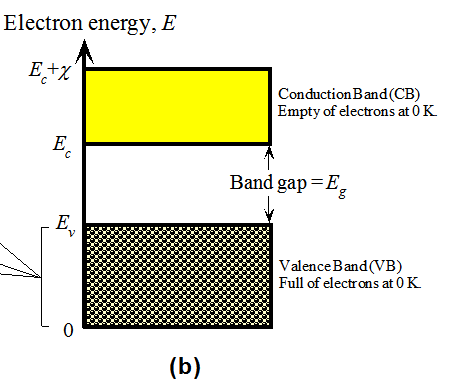 Electron energy, E
E_c+χ
Conduction Band (CB)
Empty of electrons at 0 K.
E_c
Band gap = E_g
E_v
Valence Band (VB)
Full of electrons at 0 K.
0
(b)